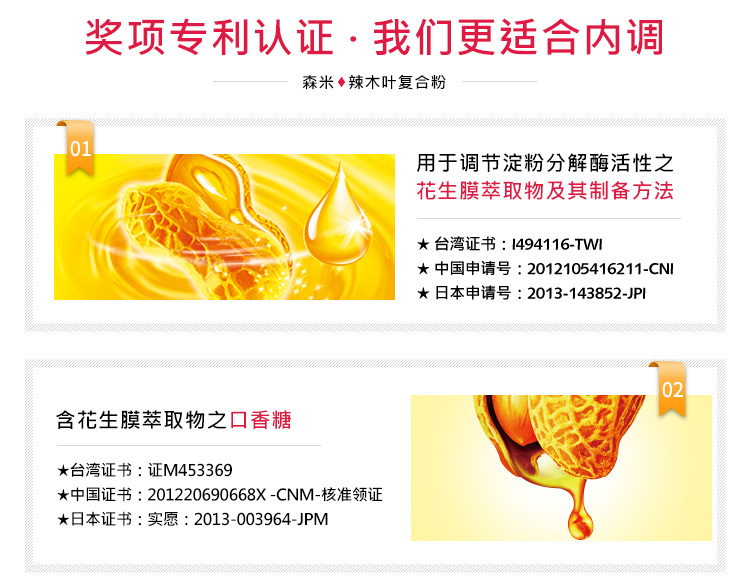 奖项专利认证·我们更适合内调
森米♦辣木叶复合粉
01
用于调节淀粉分解酶活性之
花生膜萃取物及其制备方法
★ 台湾证书：I494116-TWI
★ 中国申请号：2012105416211-CNI
★ 日本申请号：2013-143852-JPI
02
含花生膜萃取物之口香糖
★台湾证书：证M453369
★中国证书：201220690668X -CNM-核准领证
★日本证书：实愿：2013-003964-JPM